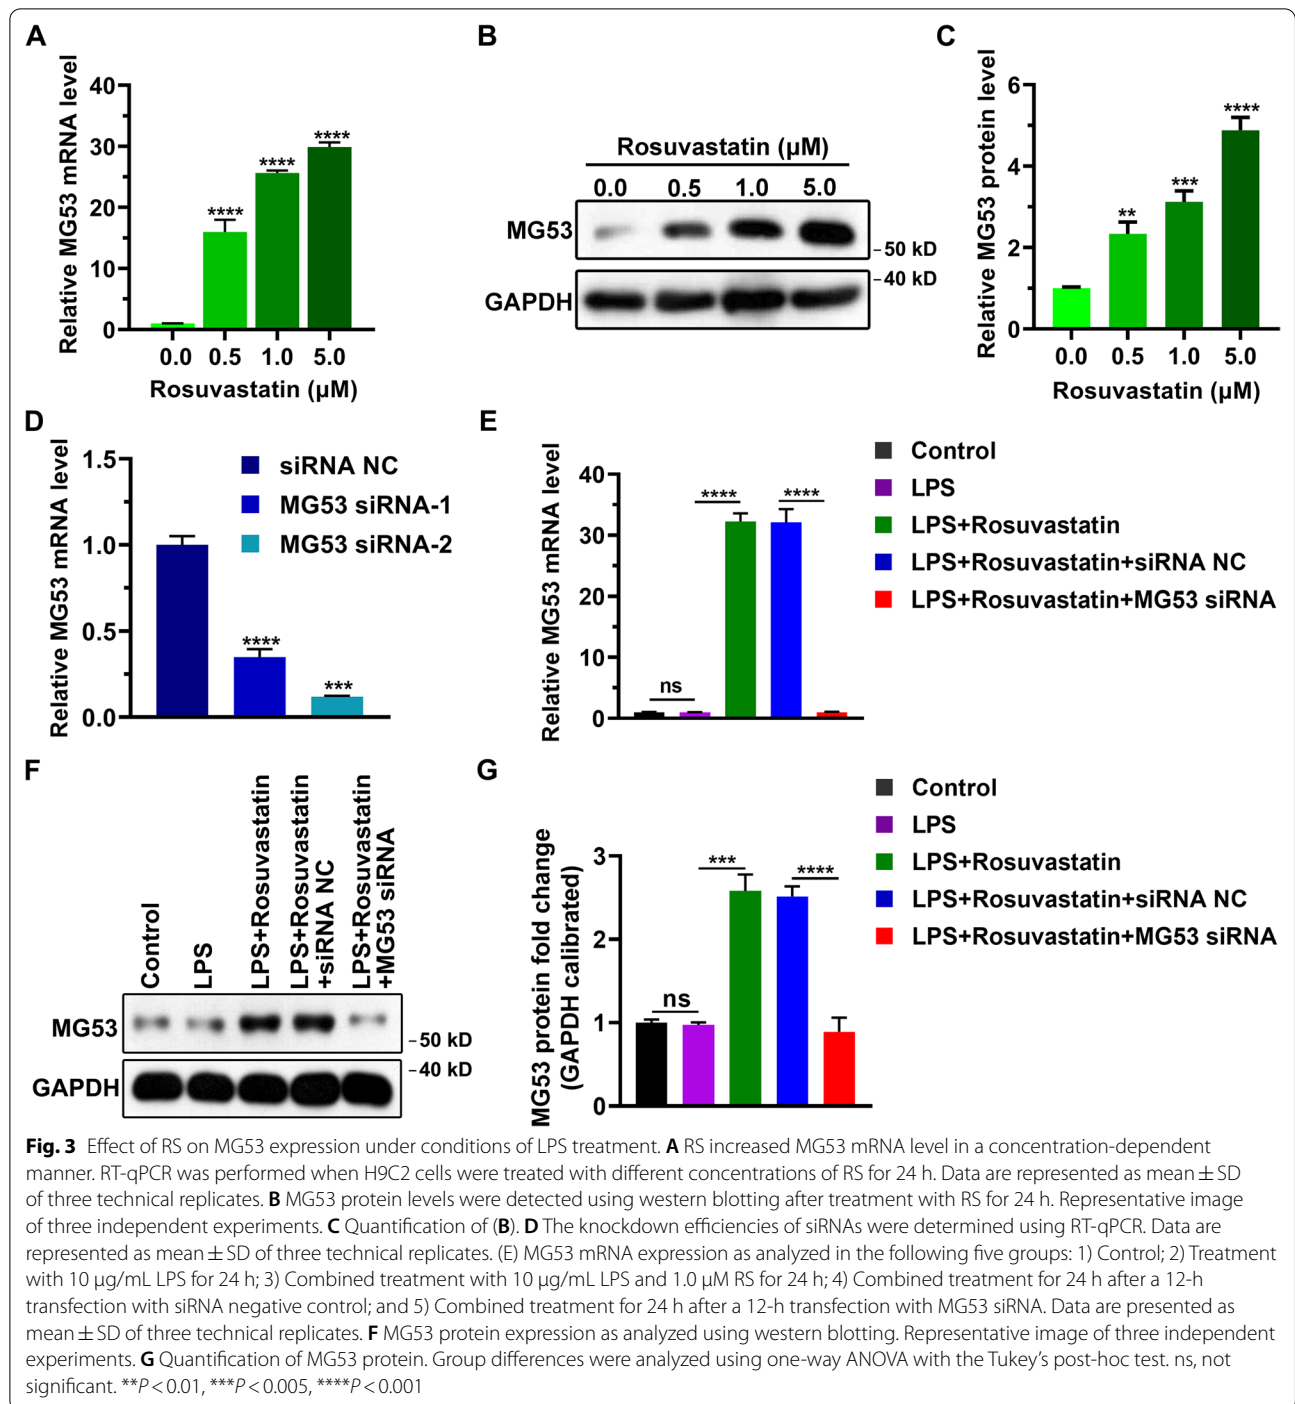 A
Relative MG53 mRNA level
40
30
20
10
0
****
****
****
0.0 0.5 1.0 5.0
Rosuvastatin (μM)
B
Rosuvastatin (μM)
0.0 0.5 1.0 5.0
MG53
GAPDH
50 kD
40 kD
C
Relative MG53 protein level
6
4
2
0
**
***
****
0.0 0.5 1.0 5.0
Rosuvastatin (μM)
D
Relative MG53 mRNA level
1.5
1.0
0.5
0.0
****
***
siRNA NC
MG53 siRNA-1
MG53 siRNA-2
E
Relative MG53 mRNA level
40
30
20
10
0
ns
****
****
Control
LPS
LPS+Rosuvastatin
LPS+Rosuvastatin+siRNA NC
LPS+Rosuvastatin+MG53 siRNA
F
Control
LPS
LPS+Rosuvastatin
LPS+Rosuvastatin
+siRNA NC
LPS+Rosuvastatin
+MG53 siRNA
MG53
GAPDH
50 kD
40 kD
G
MG53 protein fold change
(GAPDH calibrated)
3
2
1
0
ns
***
****
Control
LPS
LPS+Rosuvastatin
LPS+Rosuvastatin+siRNA NC
LPS+Rosuvastatin+MG53 siRNA
Fig. 3 Effect of RS on MG53 expression under conditions of LPS treatment. A RS increased MG53 mRNA level in a concentration-dependent
manner. RT-qPCR was performed when H9C2 cells were treated with different concentrations of RS for 24 h. Data are represented as mean ± SD
of three technical replicates. B MG53 protein levels were detected using western blotting after treatment with RS for 24 h. Representative image
of three independent experiments. C Quantification of (B). D The knockdown efficiencies of siRNAs were determined using RT-qPCR. Data are
represented as mean ± SD of three technical replicates. (E) MG53 mRNA expression as analyzed in the following five groups: 1) Control; 2) Treatment
with 10 μg/mL LPS for 24 h; 3) Combined treatment with 10 μg/mL LPS and 1.0 μM RS for 24 h; 4) Combined treatment for 24 h after a 12-h
transfection with siRNA negative control; and 5) Combined treatment for 24 h after a 12-h transfection with MG53 siRNA. Data are presented as
mean ± SD of three technical replicates. F MG53 protein expression as analyzed using western blotting. Representative image of three independent
experiments. G Quantification of MG53 protein. Group differences were analyzed using one-way ANOVA with the Tukey's post-hoc test. ns, not
significant. **P < 0.01, ***P < 0.005, ****P < 0.001